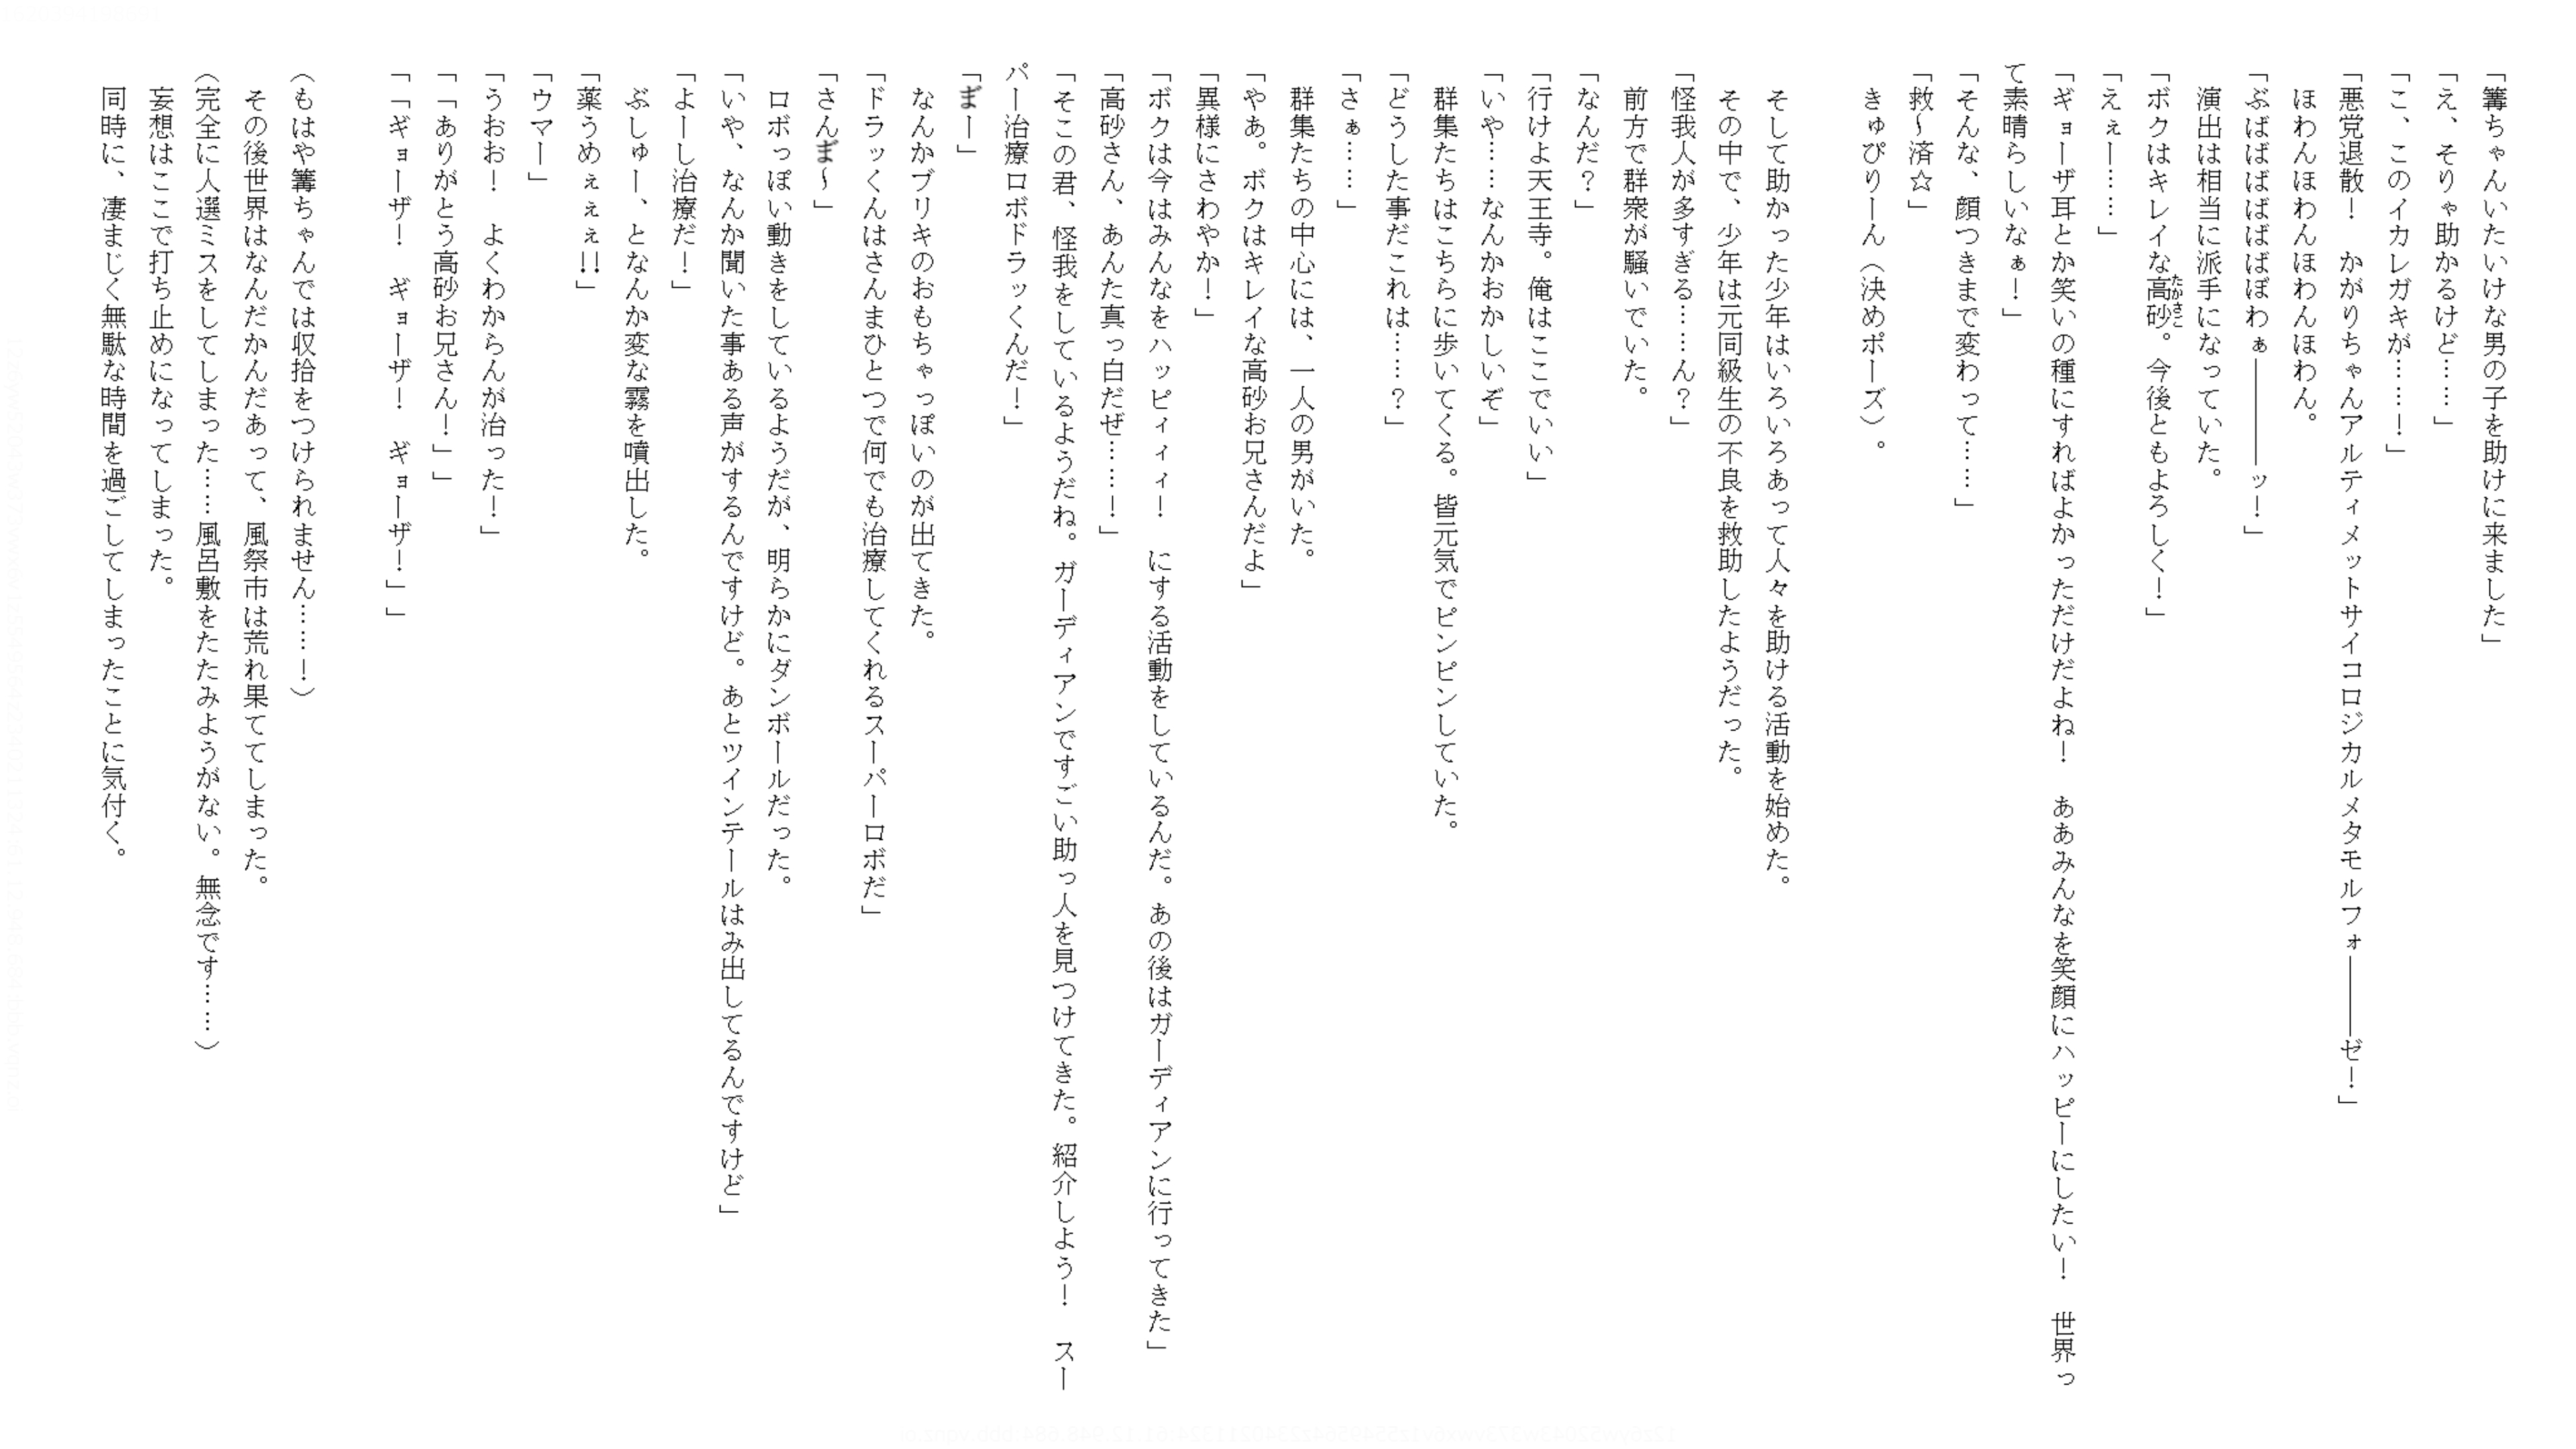 「篝ちゃんいたいけな男の子を助けに来ました」
「え、そりゃ助かるけど……」
「こ、このイカレガキが……！」
「悪党退散！　かがりちゃんアルティメットサイコロジカルメタモルフォ―――ゼ！」
ほわんほわんほわんほわん。
「ぶばばばばばばぼわぁ――――ッ！」
演出は相当に派手になっていた。
「ボクはキレイな高砂。今後ともよろしく！」
たかさご
「えぇー……」
「ギョーザ耳とか笑いの種にすればよかっただけだよね！　ああみんなを笑顔にハッピーにしたい！　世界っ
て素晴らしいなぁ！」
「そんな、顔つきまで変わって……」
「救～済☆」
きゅぴりーん（決めポーズ）。
そして助かった少年はいろいろあって人々を助ける活動を始めた。
その中で、少年は元同級生の不良を救助したようだった。
「怪我人が多すぎる……ん？」
前方で群衆が騒いでいた。
「なんだ？」
「行けよ天王寺。俺はここでいい」
「いや……なんかおかしいぞ」
群集たちはこちらに歩いてくる。皆元気でピンピンしていた。
「どうした事だこれは……？」
「さぁ……」
群集たちの中心には、一人の男がいた。
「やあ。ボクはキレイな高砂お兄さんだよ」
「異様にさわやか！」
「ボクは今はみんなをハッピィィィ！　にする活動をしているんだ。あの後はガーディアンに行ってきた」
「高砂さん、あんた真っ白だぜ……！」
「そこの君、怪我をしているようだね。ガーディアンですごい助っ人を見つけてきた。紹介しよう！　スー
パー治療ロボドラッくんだ！」
「ま゛ー」
なんかブリキのおもちゃっぽいのが出てきた。
「ドラッくんはさんまひとつで何でも治療してくれるスーパーロボだ」
「さんま゛～」
ロボっぽい動きをしているようだが、明らかにダンボールだった。
「いや、なんか聞いた事ある声がするんですけど。あとツインテールはみ出してるんですけど」
「よーし治療だ！」
ぶしゅー、となんか変な霧を噴出した。
「薬うめぇぇぇ!!」
「ウマー」
「うおお！　よくわからんが治った！」
「「ありがとう高砂お兄さん！」」
「「ギョーザ！　ギョーザ！　ギョーザ！」」
（もはや篝ちゃんでは収拾をつけられません……！）
その後世界はなんだかんだあって、風祭市は荒れ果ててしまった。
（完全に人選ミスをしてしまった……風呂敷をたたみようがない。無念です……）
妄想はここで打ち止めになってしまった。
同時に、凄まじく無駄な時間を過ごしてしまったことに気付く。